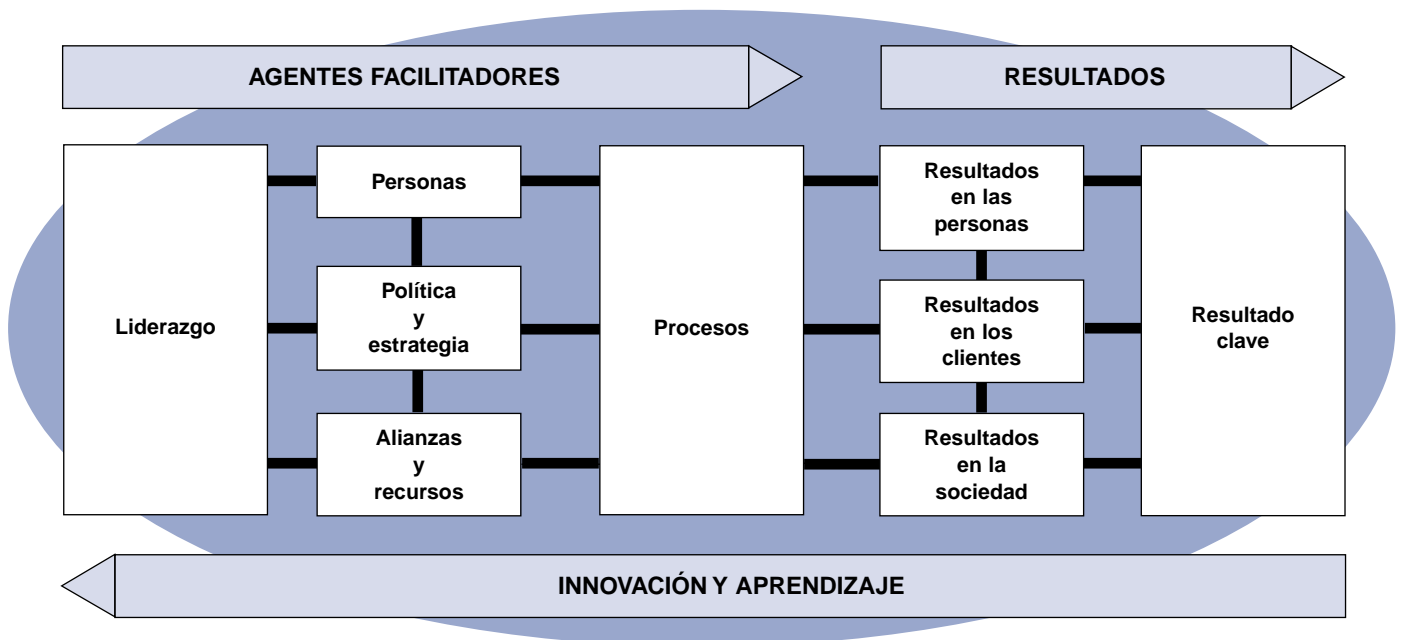 AGENTES FACILITADORES
RESULTADOS
Liderazgo
Personas
Política
y
estrategia
Alianzas
y
recursos
Procesos
Resultados
en las
personas
Resultados
en los
clientes
Resultados
en la
sociedad
Resultado
clave
INNOVACIÓN Y APRENDIZAJE